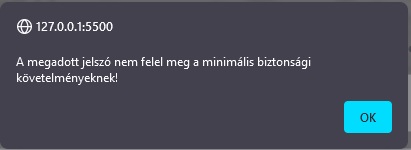 127.0.0.1:5500
A megadott jelszó nem felel meg a minimális biztonsági
követelményeknek!
OK